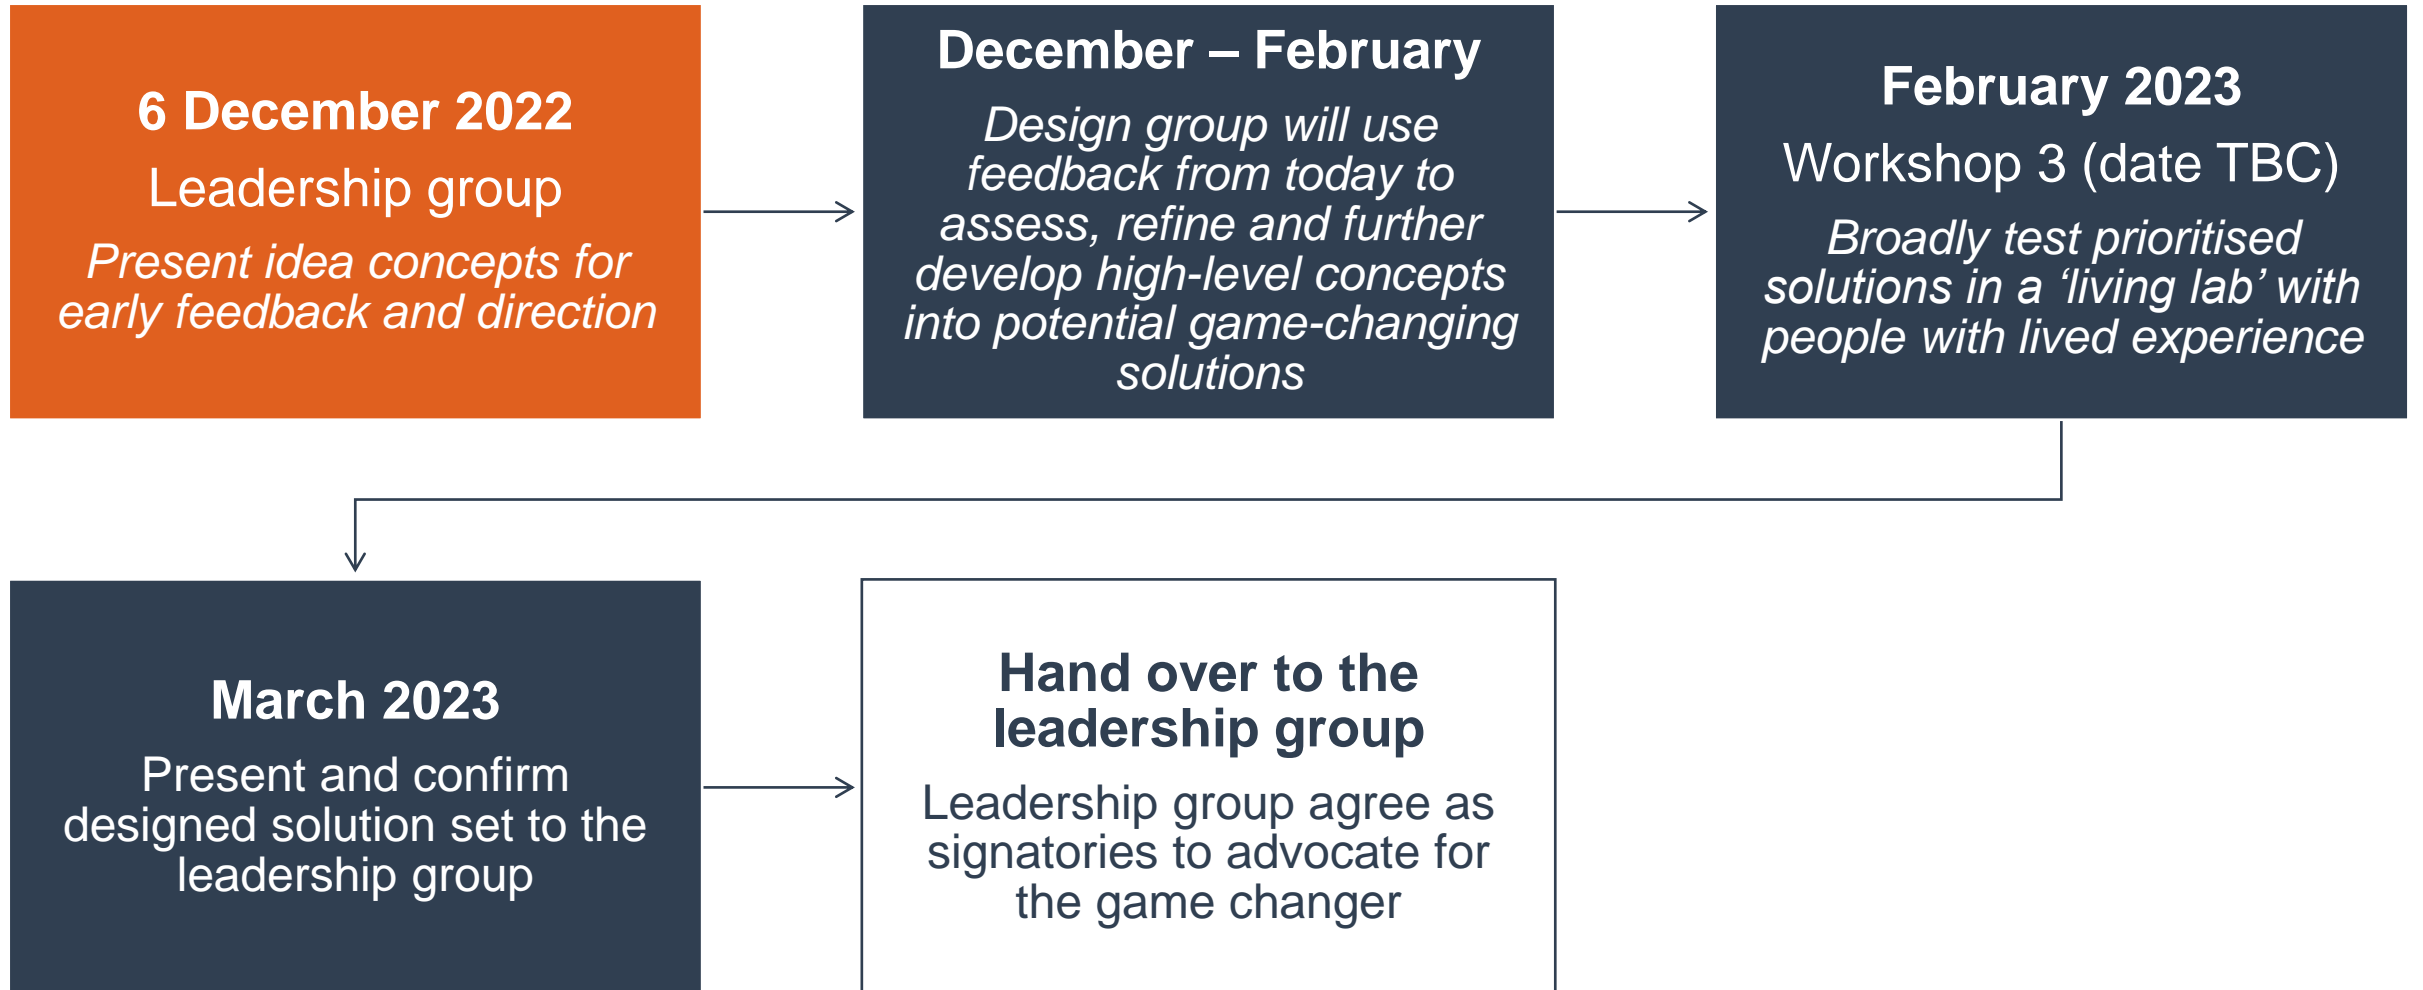 6 December 2022
Leadership group
Present idea concepts for
early feedback and direction
December – February
Design group will use
feedback from today to
assess, refine and further
develop high-level concepts
into potential game-changing
solutions
February 2023
Workshop 3 (date TBC)
Broadly test prioritised
solutions in a ‘living lab’ with
people with lived experience
March 2023
Present and confirm
designed solution set to the
leadership group
Hand over to the
leadership group
Leadership group agree as
signatories to advocate for
the game changer